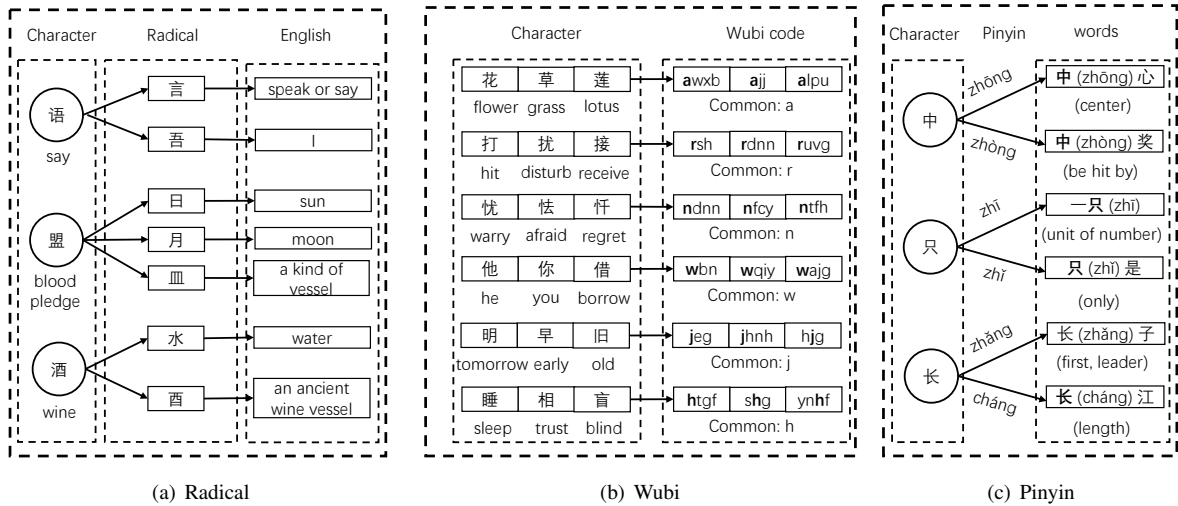 Character Radical English
语 言 speak or say
吾 I
say
日 sun
盟 月 moon
皿 a kind of vessel
blood pledge
水 water
酒
酉 an ancient wine vessel
wine
(a) Radical
Character Wubi code
花 草 莲 awxb ajj alpu
flower grass lotus Common: a
打 扰 接 rsh rdnn ruvg
hit disturb receive Common: r
忧 怯 忏 ndnn nfcy ntfh
warry afraid regret Common: n
他 你 借 wbn wqiy wajg
he you borrow Common: w
明 早 旧 jeg jhnh hjg
tomorrow early old Common: j
睡 相 盲 htgf shg ynhf
sleep trust blind Common: h
(b) Wubi
Character Pinyin words
zhōng 中 (zhōng) 心
(center)
中
zhòng 中 (zhòng) 奖
(be hit by)
zhī 一只 (zhī)
(unit of number)
只
zhǐ 只 (zhǐ) 是
(only)
zhǎng 长 (zhǎng) 子
(first, leader)
长
cháng 长 (cháng) 江
(length)
(c) Pinyin